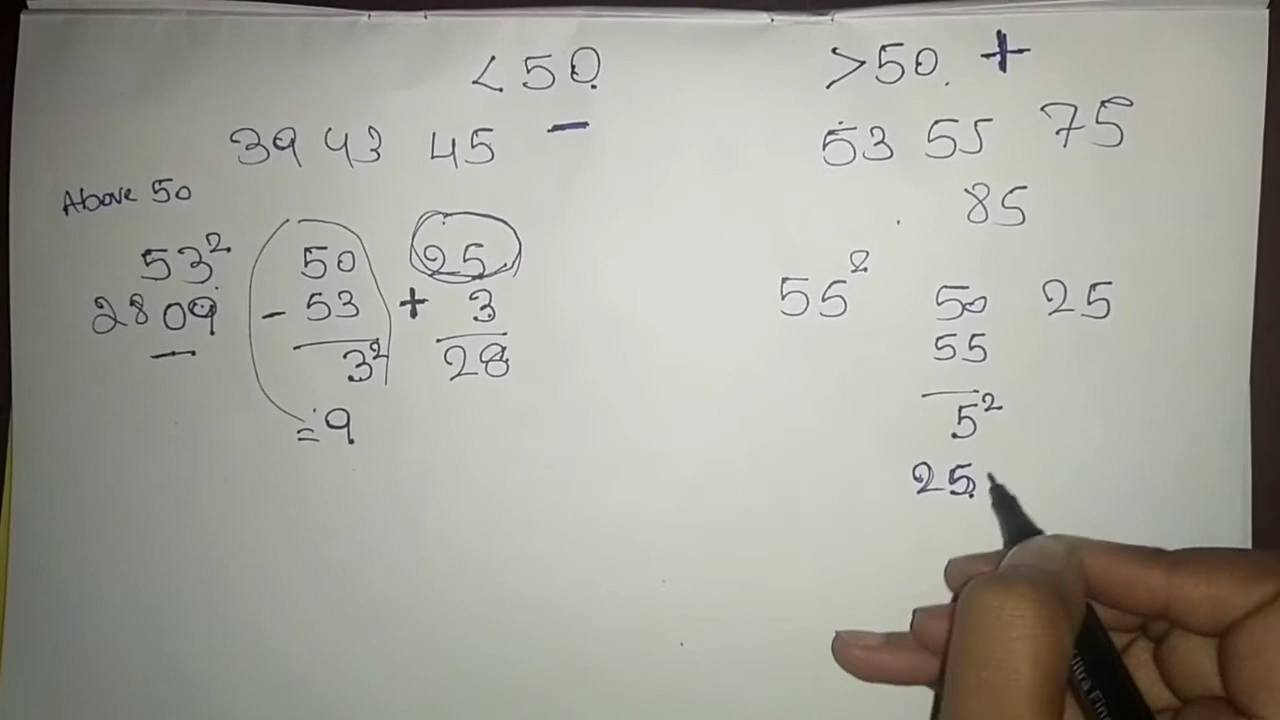 < 50. >50. +
39 43 45 - 53 55 75
Above 50 85
53² 50 25 55² 50 25
2809 - 53 + 3 55
3² 28 5²
= 9 25